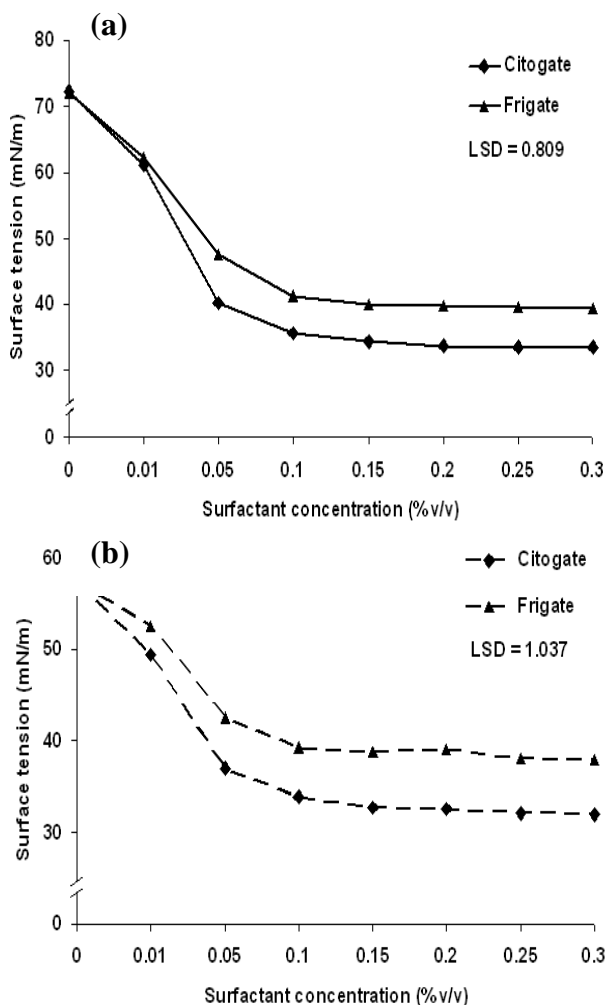 (a)
80
70
60
50
40
30
0
Surface tension (mN/m)
Citogate
Frigate
LSD = 0.809
0 0.01 0.05 0.1 0.15 0.2 0.25 0.3
Surfactant concentration (%v/v)
(b)
60
50
40
30
0
Surface tension (mN/m)
Citogate
Frigate
LSD = 1.037
0 0.01 0.05 0.1 0.15 0.2 0.25 0.3
Surfactant concentration (%v/v)